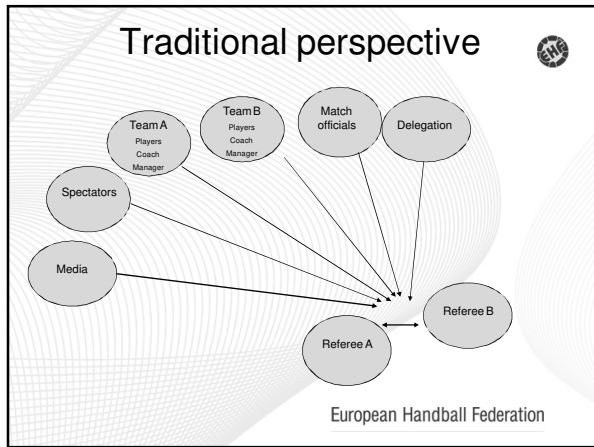 Traditional perspective
EHF
Team A
Players
Coach
Manager
Team B
Players
Coach
Manager
Match
officials
Delegation
Spectators
Media
Referee A
Referee B
European Handball Federation